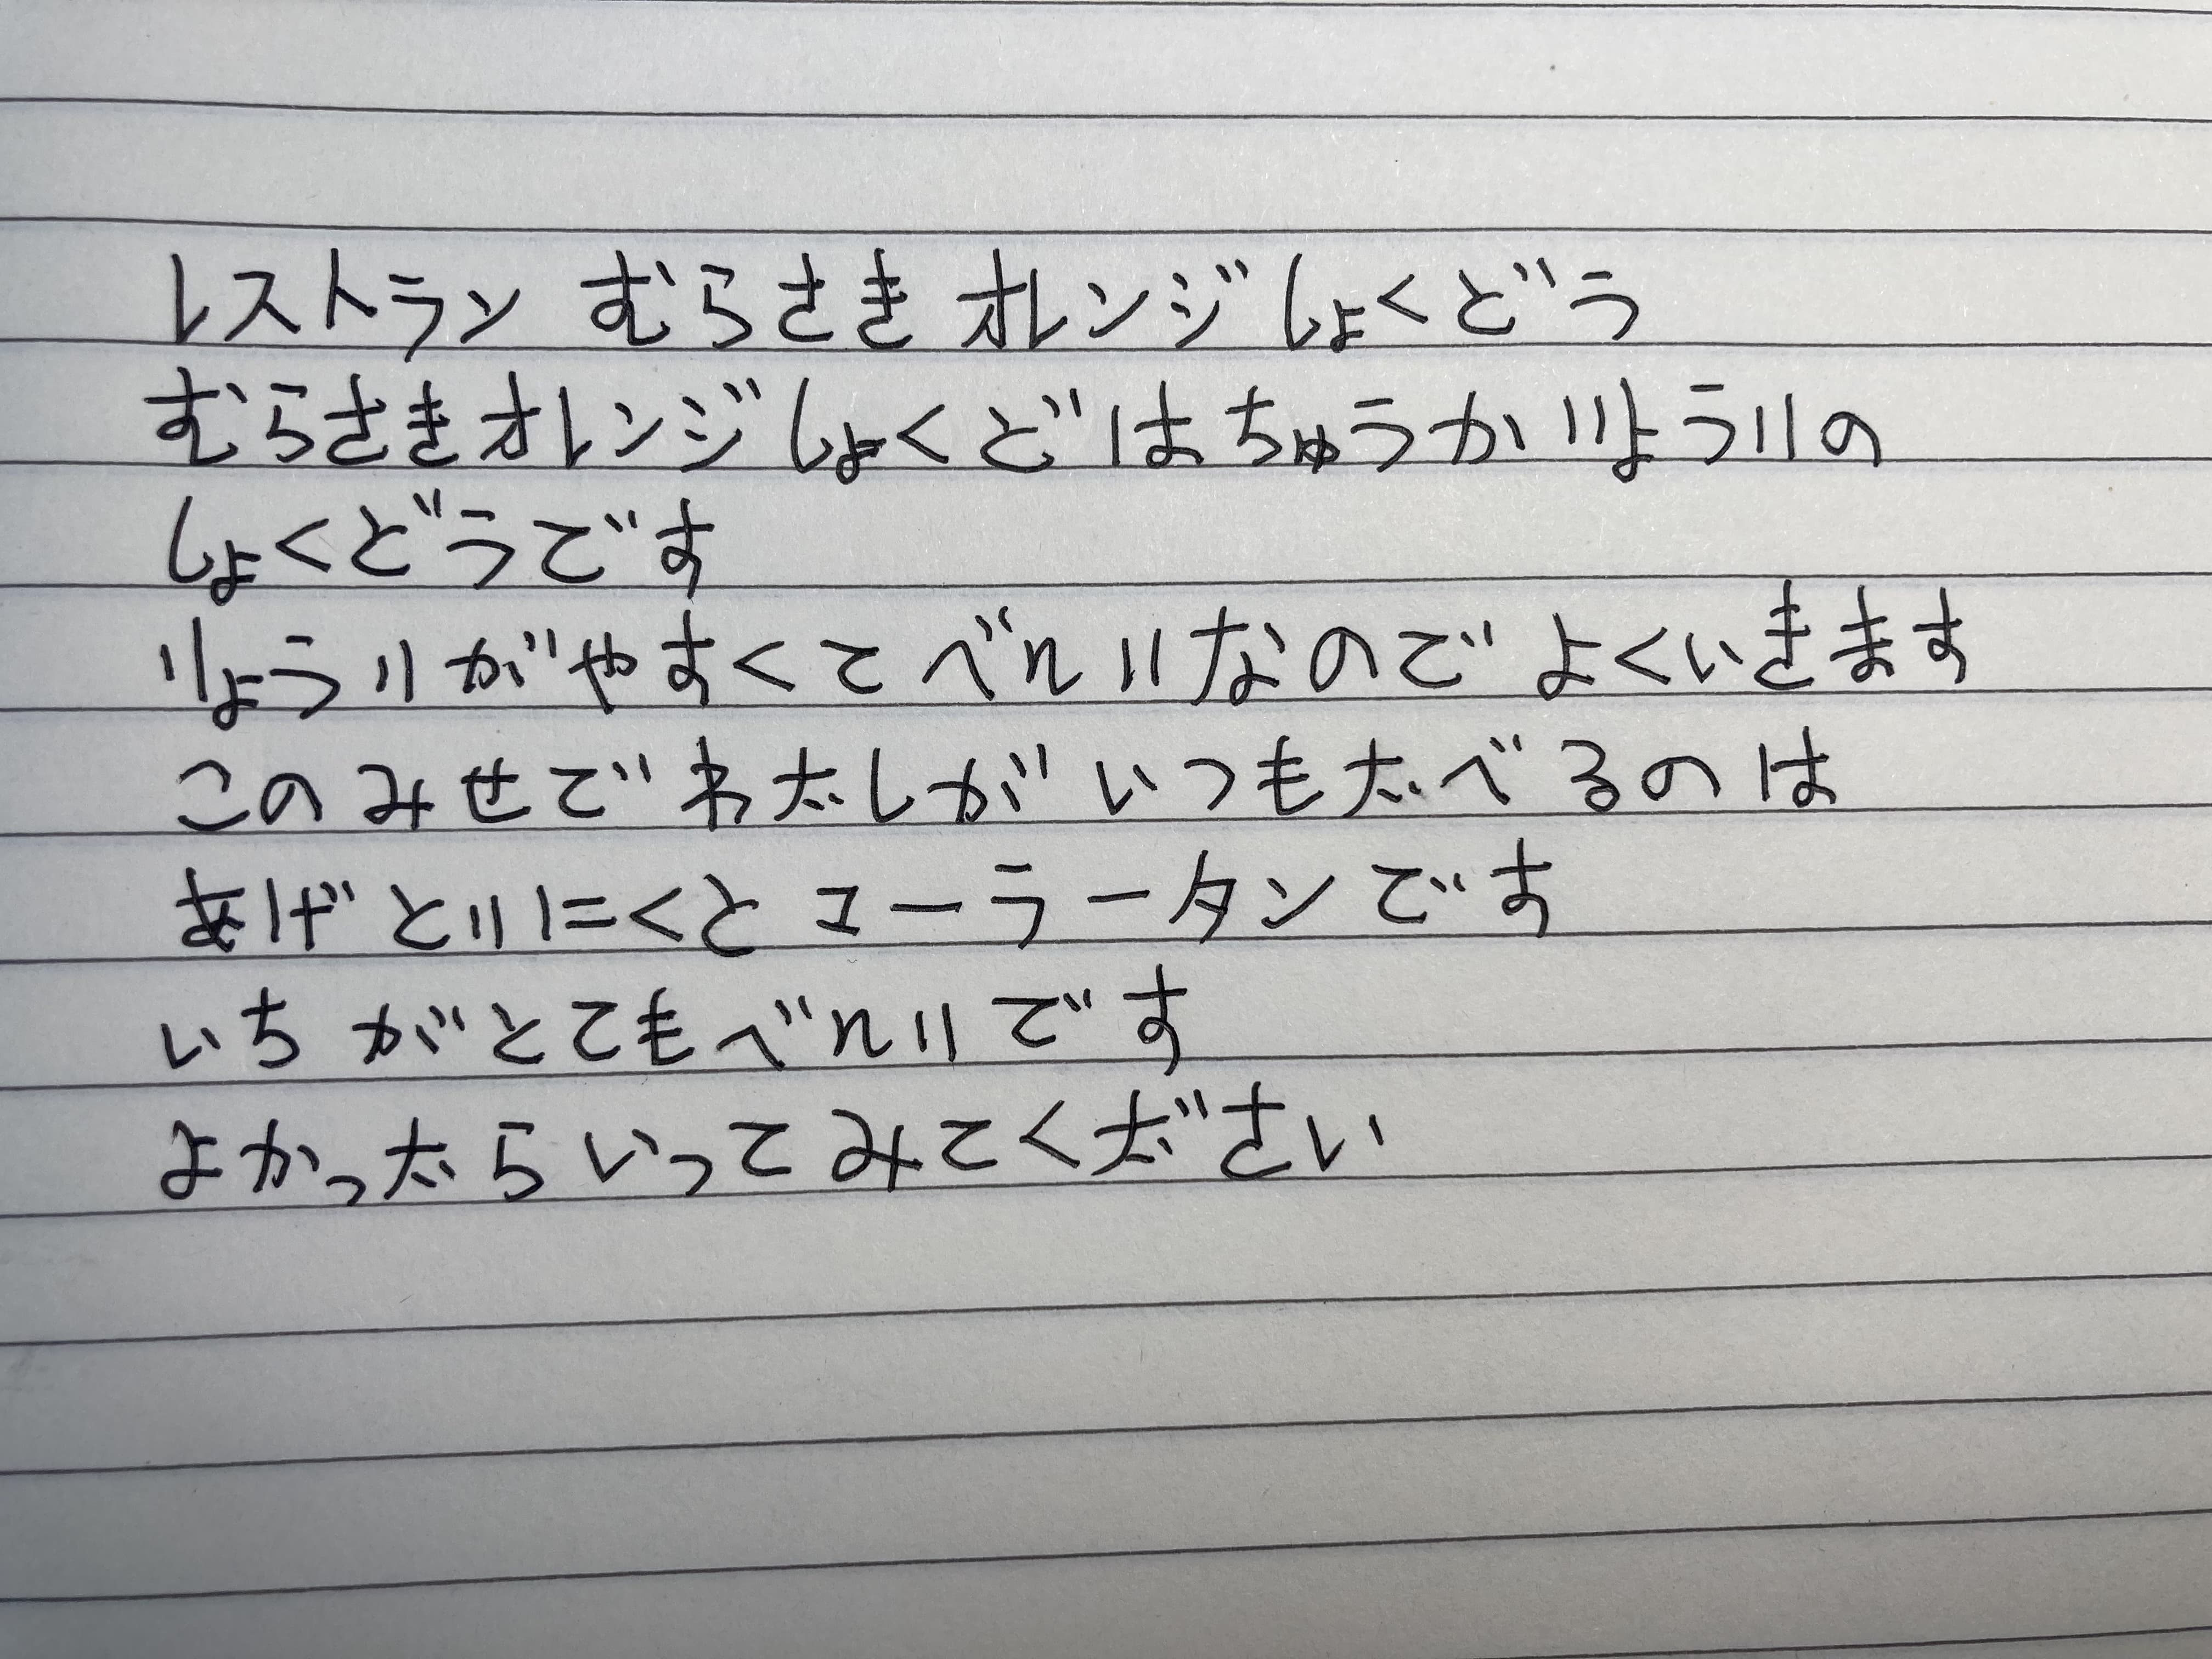 レストラン むらさきオレンジしょくどう
むらさきオレンジしょくどはちゅうかりようりの
しょくどうです
りょうりがやすくてべんりなのでよくいきます
このみせでわたしがいつもたべるのは
あげとりにくとコーラータンです
いちがとてもべんりです
よかったらいってみてください